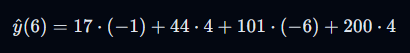 ŷ(6) = 17 · (−1) + 44 · 4 + 101 · (−6) + 200 · 4